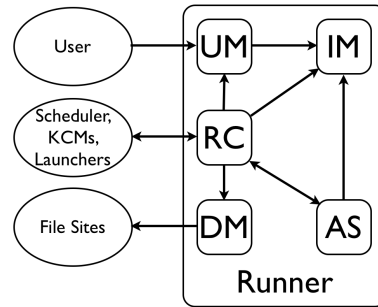 User
UM
IM
Scheduler,
KCMs,
Launchers
RC
File Sites
DM
AS
Runner